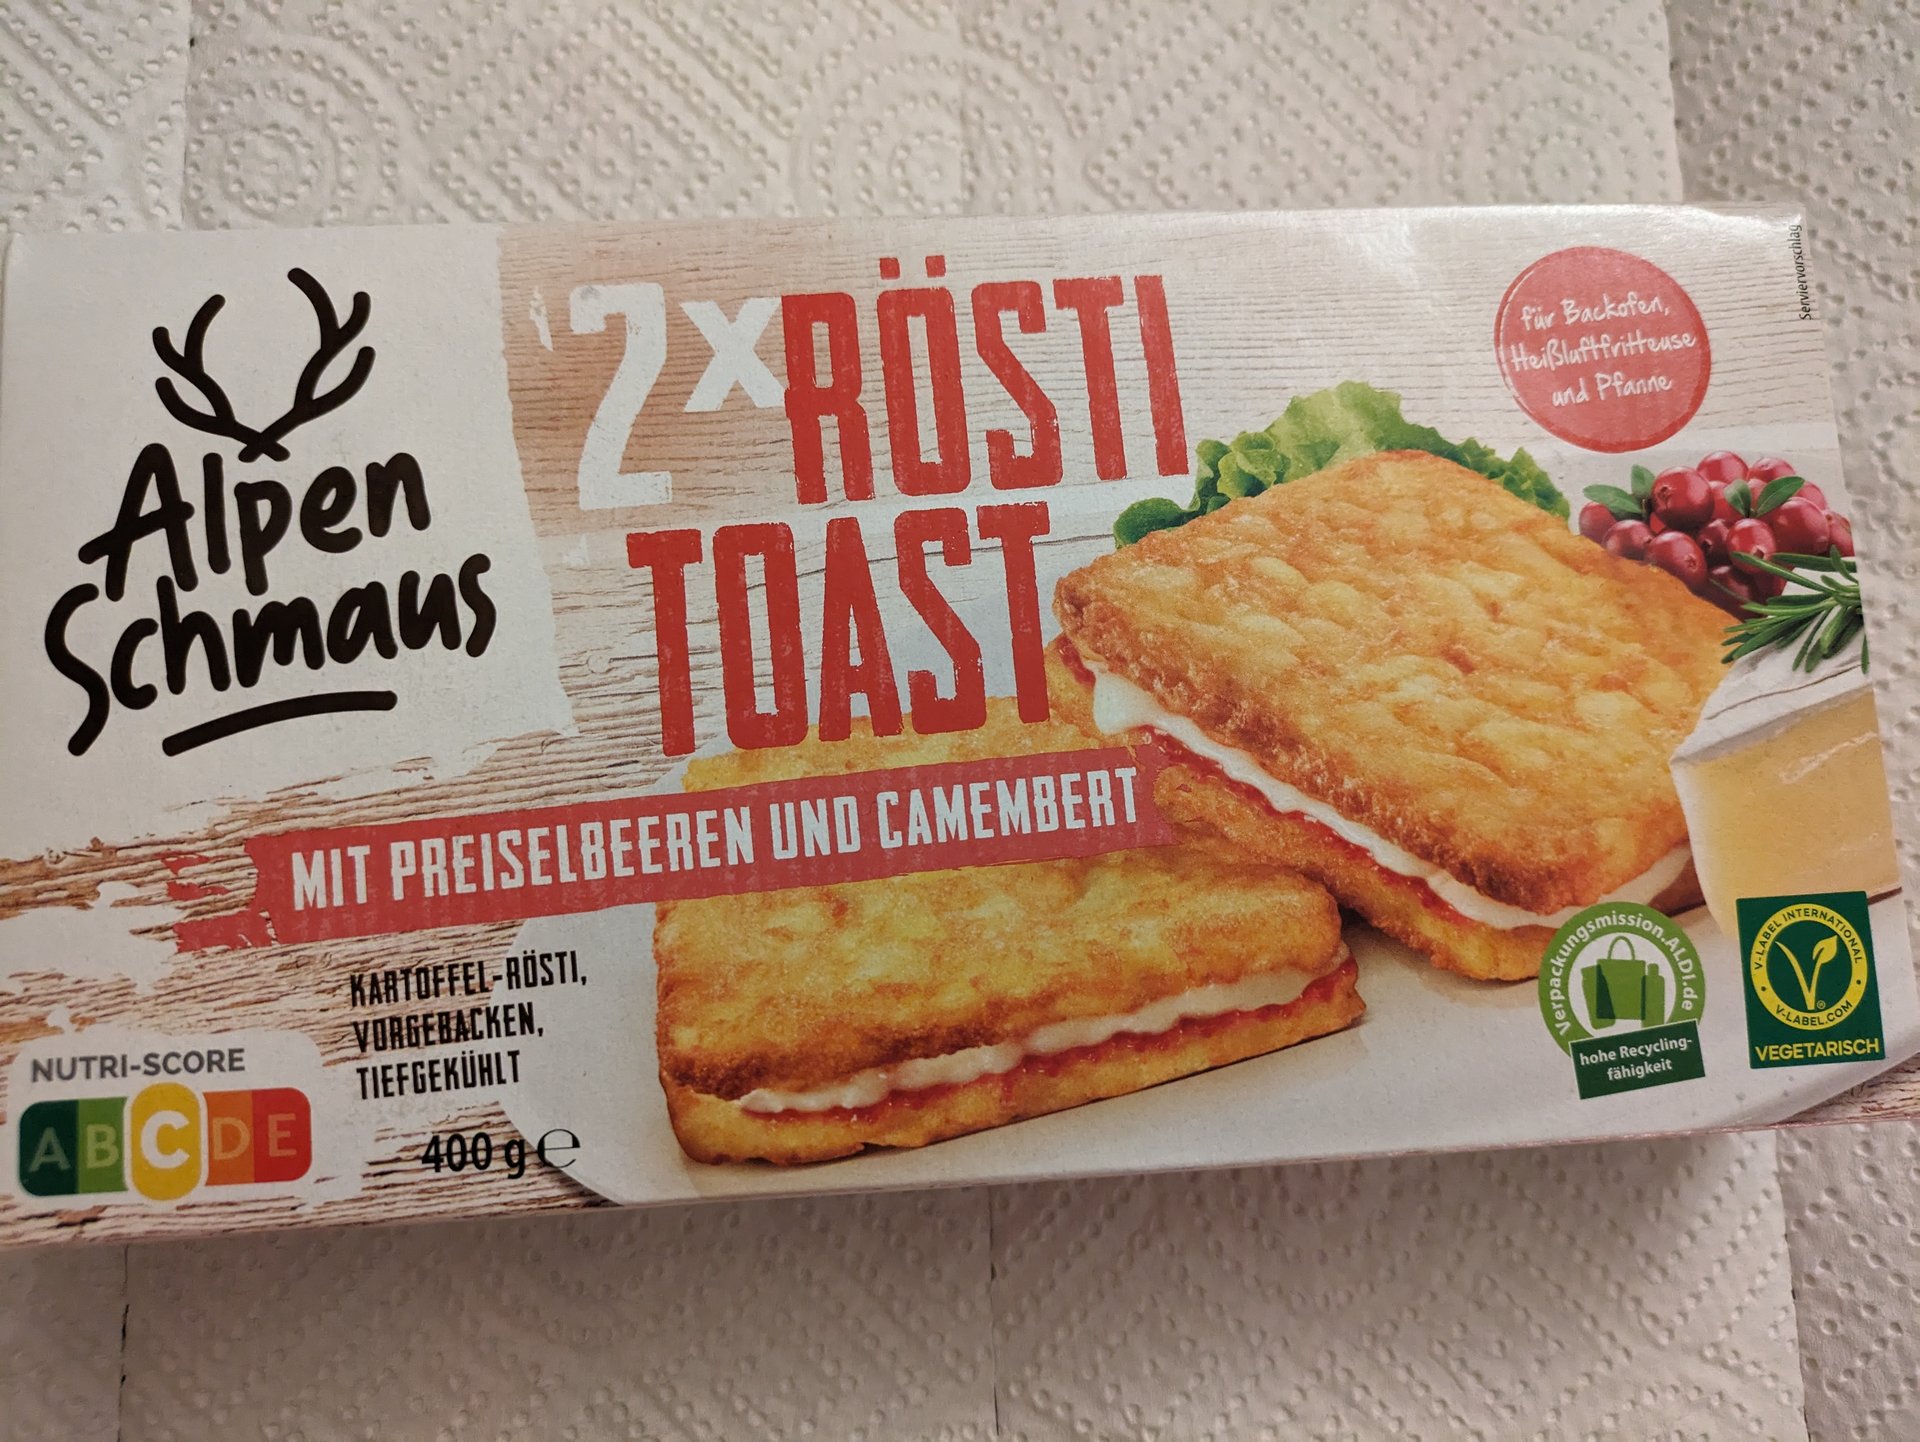 Alpen
Schmaus
2x RÖSTI
TOAST
MIT PREISELBEEREN UND CAMEMBERT
KARTOFFEL-RÖSTI,
VORGEBACKEN,
TIEFGEKÜHLT
400 g e
NUTRI-SCORE
A B C D E
für Backofen,
Heißluftfritteuse
und Pfanne
Serviervorschlag
Verpackungsmission.ALDI.de
hohe Recycling-
fähigkeit
V-LABEL INTERNATIONAL
V-LABEL.COM
VEGETARISCH